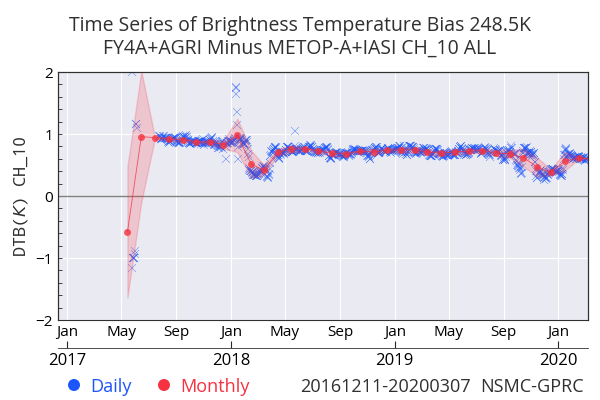 Time Series of Brightness Temperature Bias 248.5K
FY4A+AGRI Minus METOP-A+IASI CH_10 ALL
DTB(K) CH_10
2
1
0
−1
−2
Jan May Sep Jan May Sep Jan May Sep Jan
2017 2018 2019 2020
Daily Monthly 20161211-20200307 NSMC-GPRC